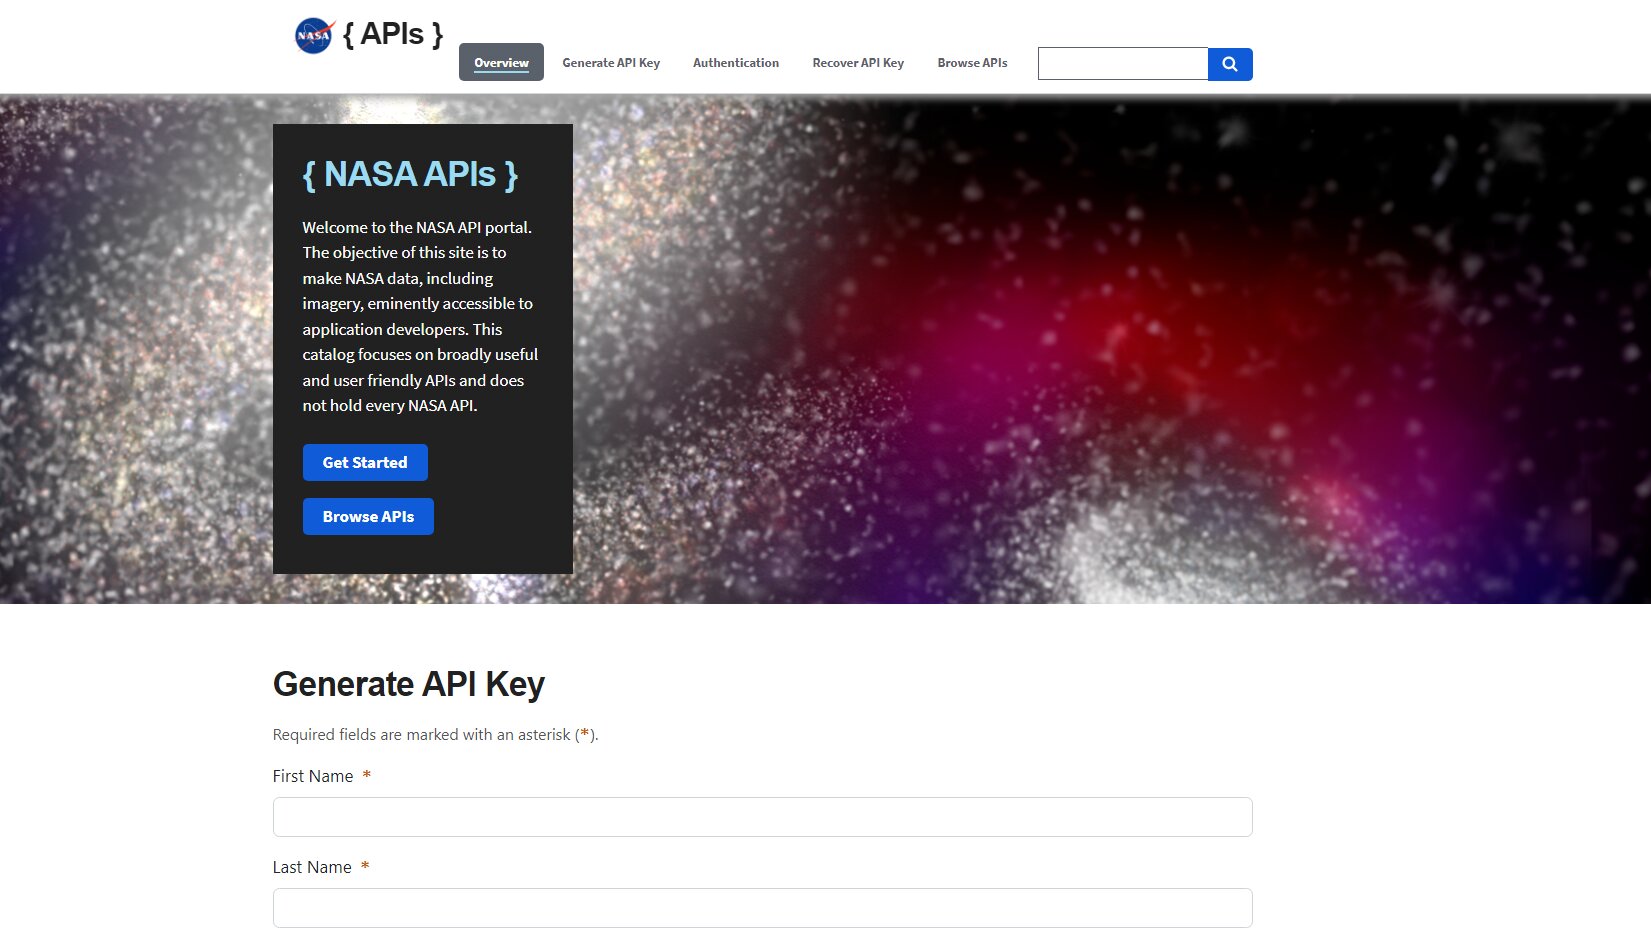 NASA
{ APIs }
Overview
Generate API Key
Authentication
Recover API Key
Browse APIs
{ NASA APIs }
Welcome to the NASA API portal.
The objective of this site is to
make NASA data, including
imagery, eminently accessible to
application developers. This
catalog focuses on broadly useful
and user friendly APIs and does
not hold every NASA API.
Get Started
Browse APIs
Generate API Key
Required fields are marked with an asterisk (*).
First Name *
Last Name *